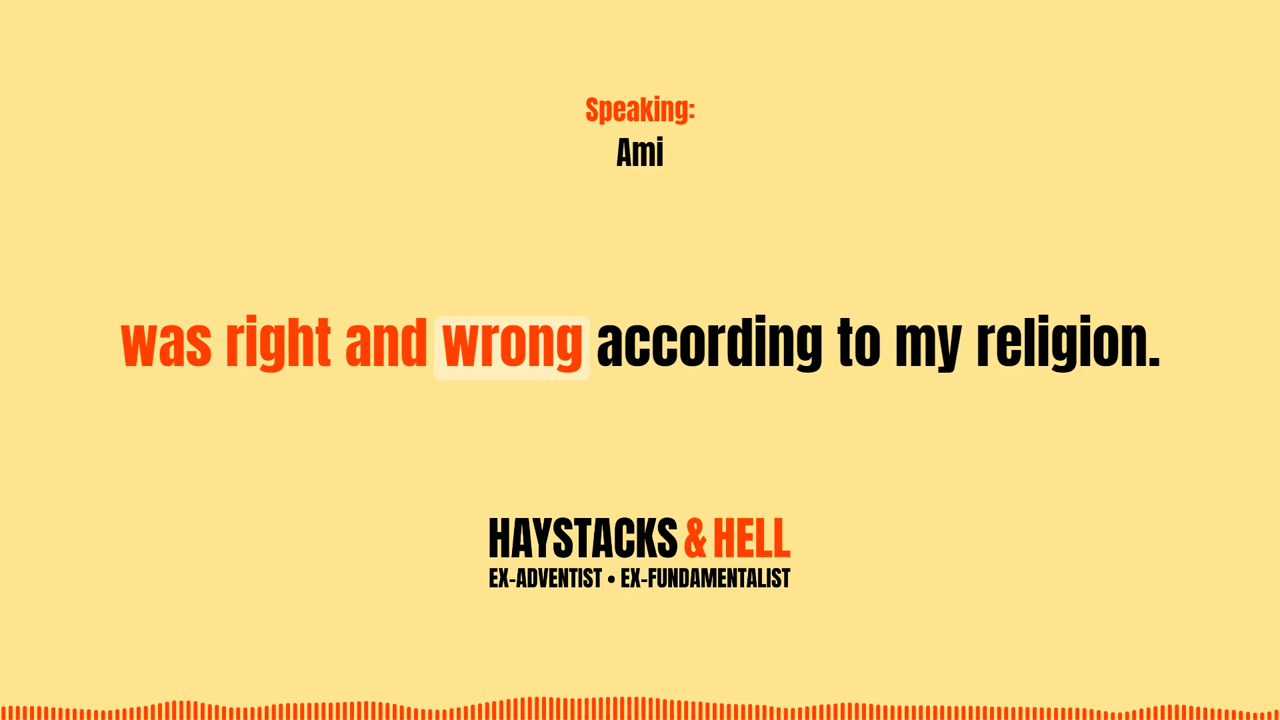 Speaking:
Ami
was right and wrong according to my religion.
HAYSTACKS & HELL
EX-ADVENTIST • EX-FUNDAMENTALIST